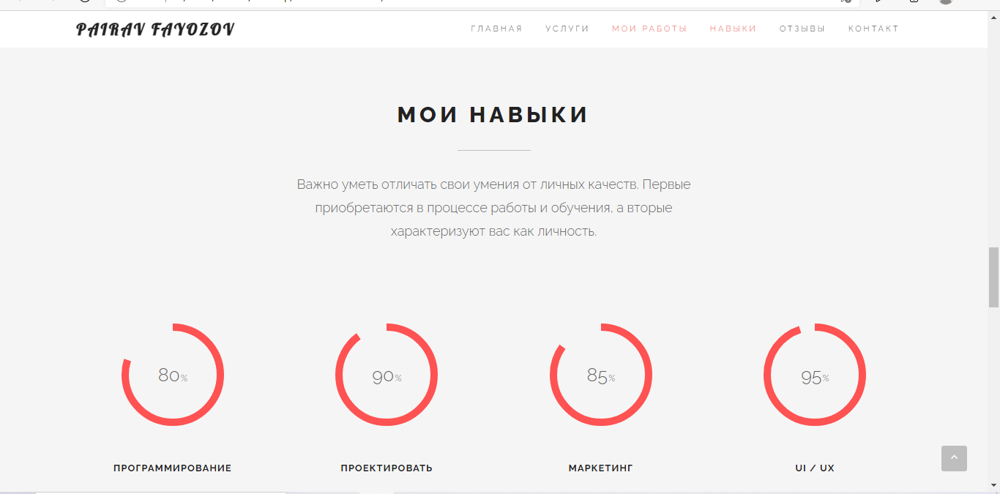 PAIRAV FAYOZOV
ГЛАВНАЯ УСЛУГИ МОИ РАБОТЫ НАВЫКИ ОТЗЫВЫ КОНТАКТ
МОИ НАВЫКИ
Важно уметь отличать свои умения от личных качеств. Первые
приобретаются в процессе работы и обучения, а вторые
характеризуют вас как личность.
80% 90% 85% 95%
ПРОГРАММИРОВАНИЕ ПРОЕКТИРОВАТЬ МАРКЕТИНГ UI / UX